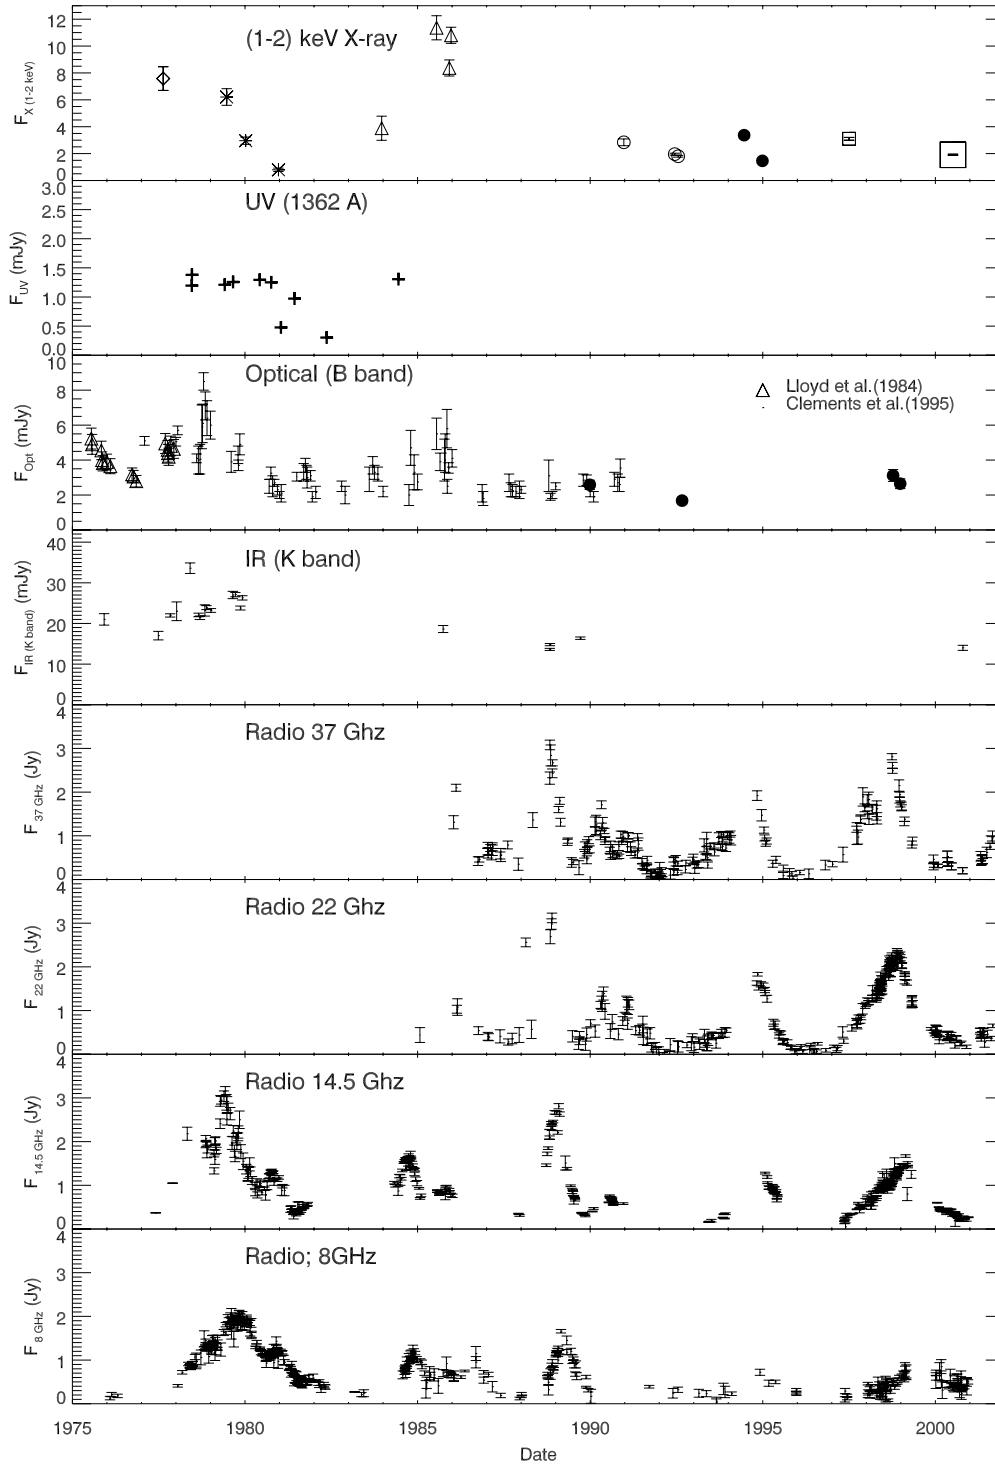 (1-2) keV X-ray
F X (1-2 keV)
12
10
8
6
4
2
0
UV (1362 A)
F UV (mJy)
3.0
2.5
2.0
1.5
1.0
0.5
0.0
Optical (B band)
Lloyd et al.(1984)
Clements et al.(1995)
F Opt (mJy)
10
8
6
4
2
0
IR (K band)
F IR (K band) (mJy)
40
30
20
10
0
Radio 37 Ghz
F 37 GHz (Jy)
4
3
2
1
0
Radio 22 Ghz
F 22 GHz (Jy)
4
3
2
1
0
Radio 14.5 Ghz
F 14.5 GHz (Jy)
4
3
2
1
0
Radio; 8GHz
F 8 GHz (Jy)
4
3
2
1
0
1975 1980 1985 1990 1995 2000
Date